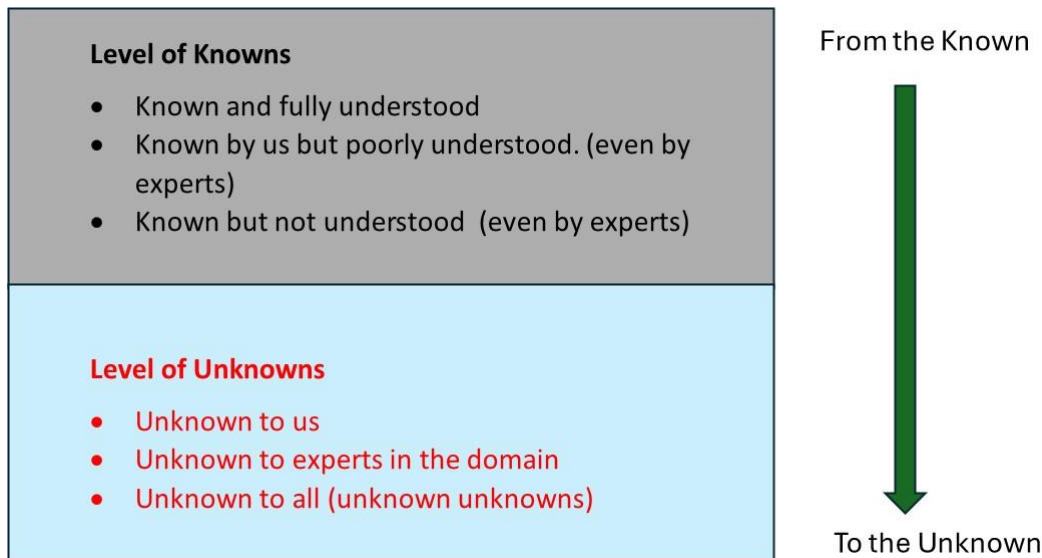 Level of Knowns
• Known and fully understood
• Known by us but poorly understood. (even by
experts)
• Known but not understood (even by experts)
Level of Unknowns
• Unknown to us
• Unknown to experts in the domain
• Unknown to all (unknown unknowns)
From the Known
To the Unknown